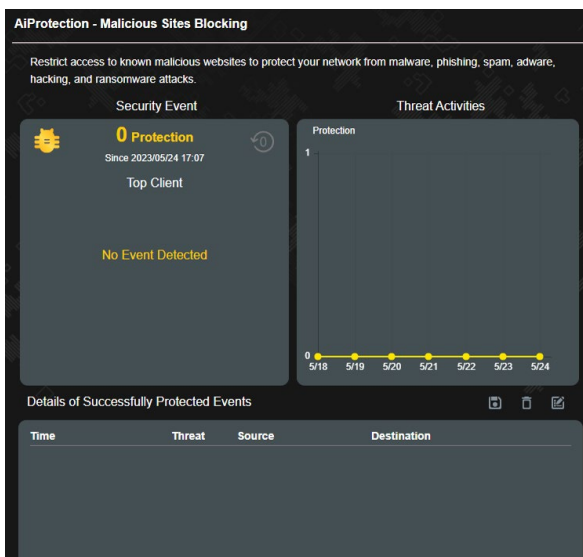 AiProtection - Malicious Sites Blocking
Restrict access to known malicious websites to protect your network from malware, phishing, spam, adware,
hacking, and ransomware attacks.
Security Event
Threat Activities
0 Protection
0
Since 2023/05/24 17:07
Top Client
No Event Detected
Protection
1
0
5/18 5/19 5/20 5/21 5/22 5/23 5/24
Details of Successfully Protected Events
Time Threat Source Destination